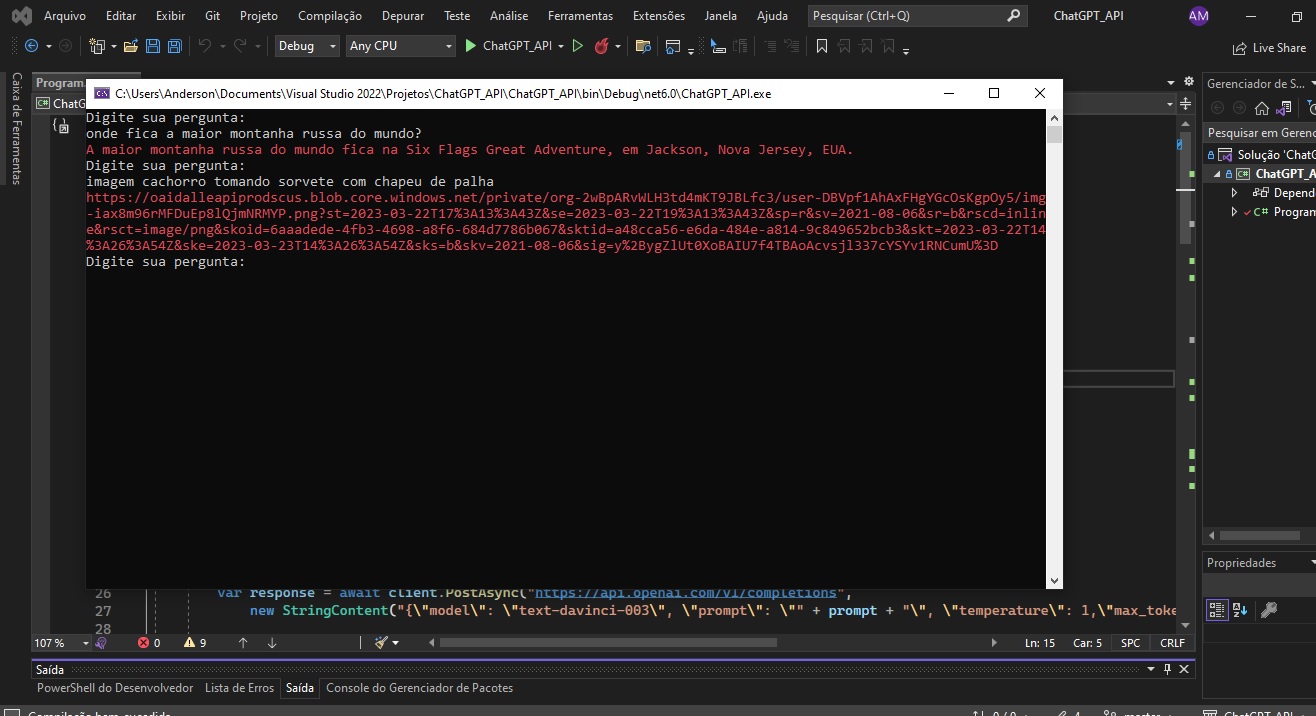 Arquivo Editar Exibir Git Projeto Compilação Depurar Teste Análise Ferramentas Extensões Janela Ajuda Pesquisar (Ctrl+Q) ChatGPT_API AM
Debug Any CPU ChatGPT_API Live Share
Caixa de Ferramentas
Program. Gerenciador de S...
C:\Users\Anderson\Documents\Visual Studio 2022\Projetos\ChatGPT_API\ChatGPT_API\bin\Debug\net6.0\ChatGPT_API.exe
C# ChatG
Digite sua pergunta:
onde fica a maior montanha russa do mundo?
A maior montanha russa do mundo fica na Six Flags Great Adventure, em Jackson, Nova Jersey, EUA.
Digite sua pergunta:
imagem cachorro tomando sorvete com chapeu de palha
https://oaidalleapiprodscus.blob.core.windows.net/private/org-2wBpARvWLH3td4mKT9JBLfc3/user-DBVpf1AhAxFHgYGcOsKgpOy5/img
-iax8m96rMFDuEp8lQjmNRMYP.png?st=2023-03-22T17%3A13%3A43Z&se=2023-03-22T19%3A13%3A43Z&sp=r&sv=2021-08-06&sr=b&rscd=inlin
e&rsct=image/png&skoid=6aaadede-4fb3-4698-a8f6-684d7786b067&sktid=a48cca56-e6da-484e-a814-9c849652bcb3&skt=2023-03-22T14
%3A26%3A54Z&ske=2023-03-23T14%3A26%3A54Z&sks=b&skv=2021-08-06&sig=y%2BygZlUt0XoBAIU7f4TBAoAcvsjl337cYSYv1RNCumU%3D
Digite sua pergunta:
Pesquisar em Gerenc
Solução 'ChatG
C# ChatGPT_A
Depend
C# Program
Propriedades
26 var response = await client.PostAsync("https://api.openai.com/v1/completions",
27 new StringContent("{\"model\": \"text-davinci-003\", \"prompt\": \"" + prompt + "\", \"temperature\": 1,\"max_toke
28
107 % 0 9 Ln: 15 Car: 5 SPC CRLF
Saída
PowerShell do Desenvolvedor Lista de Erros Saída Console do Gerenciador de Pacotes
Compilação bem-sucedida 0 / 0 4 master ChatGPT_API